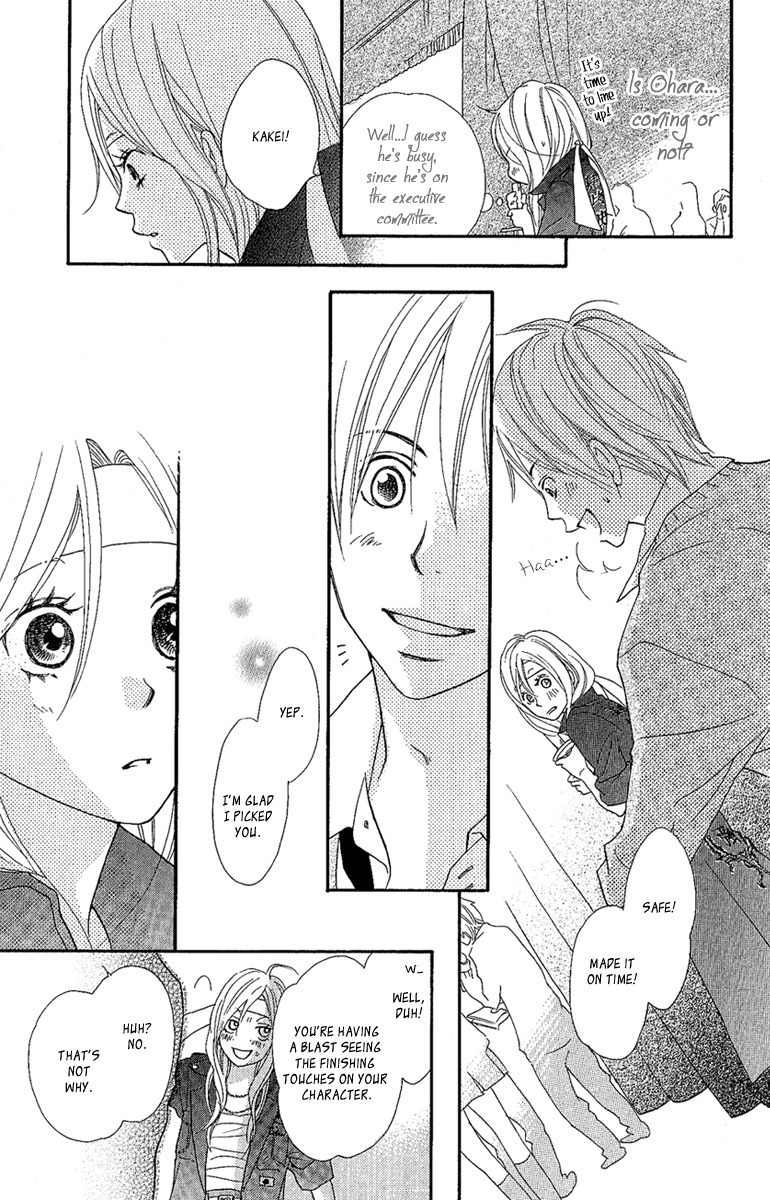 Is Ohara...
coming or
not?
It's
time
to line
up!
Well...I guess
he's busy,
since he's on
the executive
committee.
KAKEI!
Haa...
SAFE!
MADE IT
ON TIME!
YEP.
I'M GLAD
I PICKED
YOU.
W_
WELL,
DUH!
YOU'RE HAVING
A BLAST SEEING
THE FINISHING
TOUCHES ON YOUR
CHARACTER.
HUH?
NO.
THAT'S
NOT
WHY.